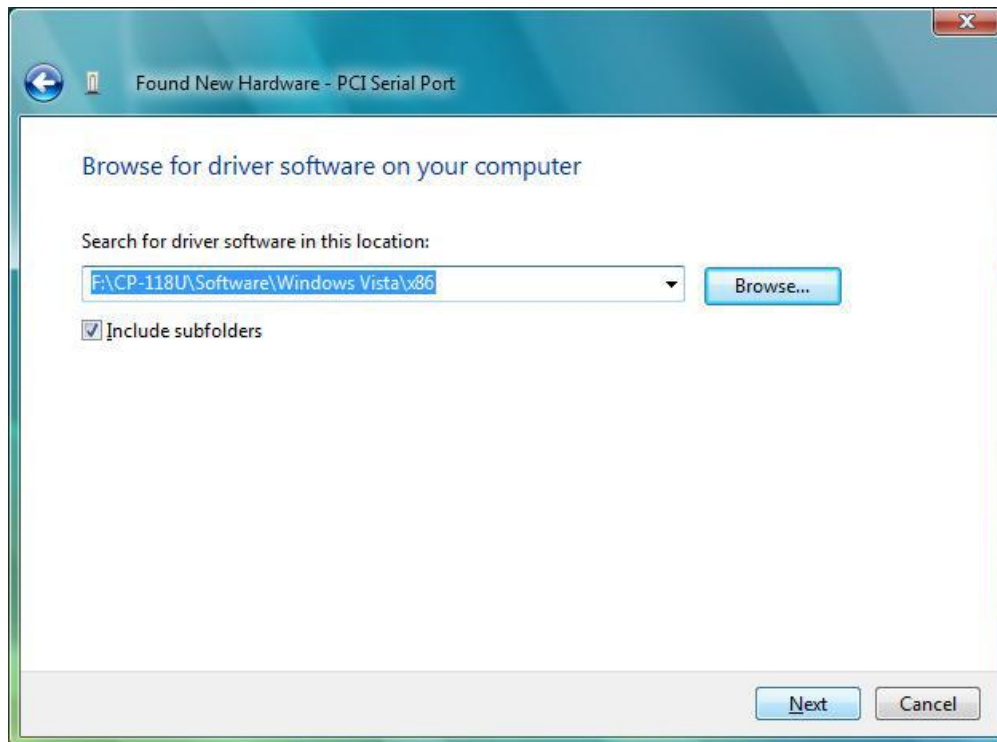 Found New Hardware - PCI Serial Port
Browse for driver software on your computer
Search for driver software in this location:
F:\CP-118U\Software\Windows Vista\x86
Browse...
Include subfolders
Next
Cancel